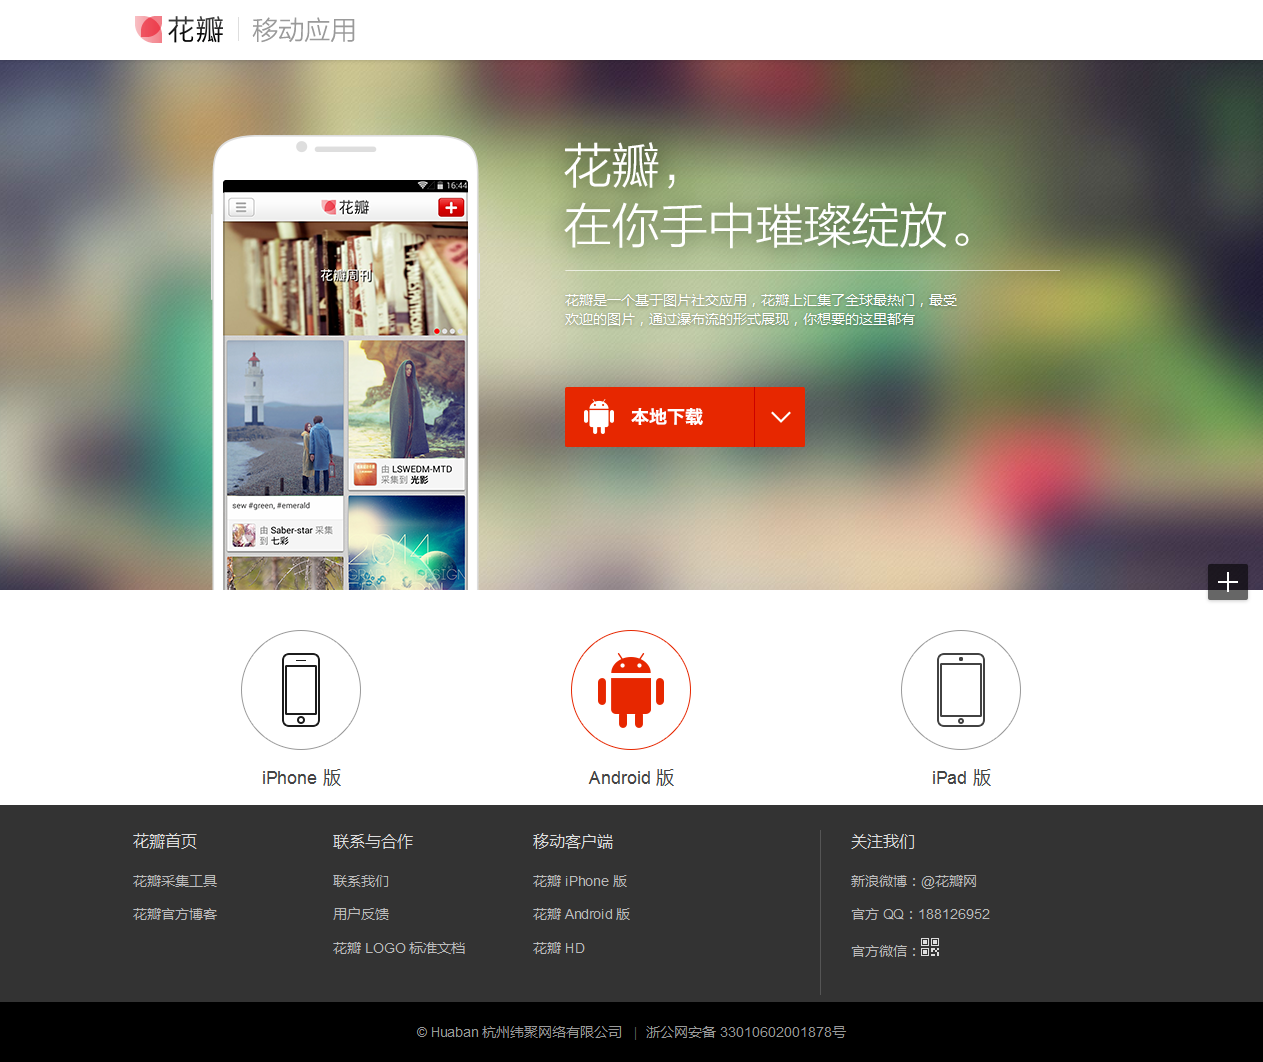 花瓣 移动应用
16:44
花瓣
花瓣周刊
sew #green, #emerald
由 Saber-star 采集
到 七彩
由 LSWEDM-MTD
采集到 光影
2014
GRAPHIC DESIGN
花瓣，
在你手中璀璨绽放。
花瓣是一个基于图片社交应用，花瓣上汇集了全球最热门，最受
欢迎的图片，通过瀑布流的形式展现，你想要的这里都有
本地下载
iPhone 版
Android 版
iPad 版
花瓣首页
花瓣采集工具
花瓣官方博客
联系与合作
联系我们
用户反馈
花瓣 LOGO 标准文档
移动客户端
花瓣 iPhone 版
花瓣 Android 版
花瓣 HD
关注我们
新浪微博：@花瓣网
官方 QQ：188126952
官方微信：
© Huaban 杭州纬聚网络有限公司 | 浙公网安备 33010602001878号